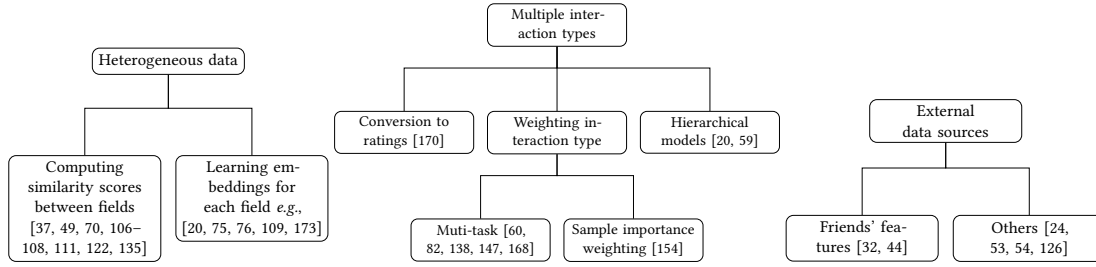 Heterogeneous data
Computing
similarity scores
between fields
[37, 49, 70, 106–
108, 111, 122, 135]
Learning em-
beddings for
each field e.g.,
[20, 75, 76, 109, 173]
Multiple inter-
action types
Conversion to
ratings [170]
Weighting in-
teraction type
Hierarchical
models [20, 59]
Muti-task [60,
82, 138, 147, 168]
Sample importance
weighting [154]
External
data sources
Friends' fea-
tures [32, 44]
Others [24,
53, 54, 126]